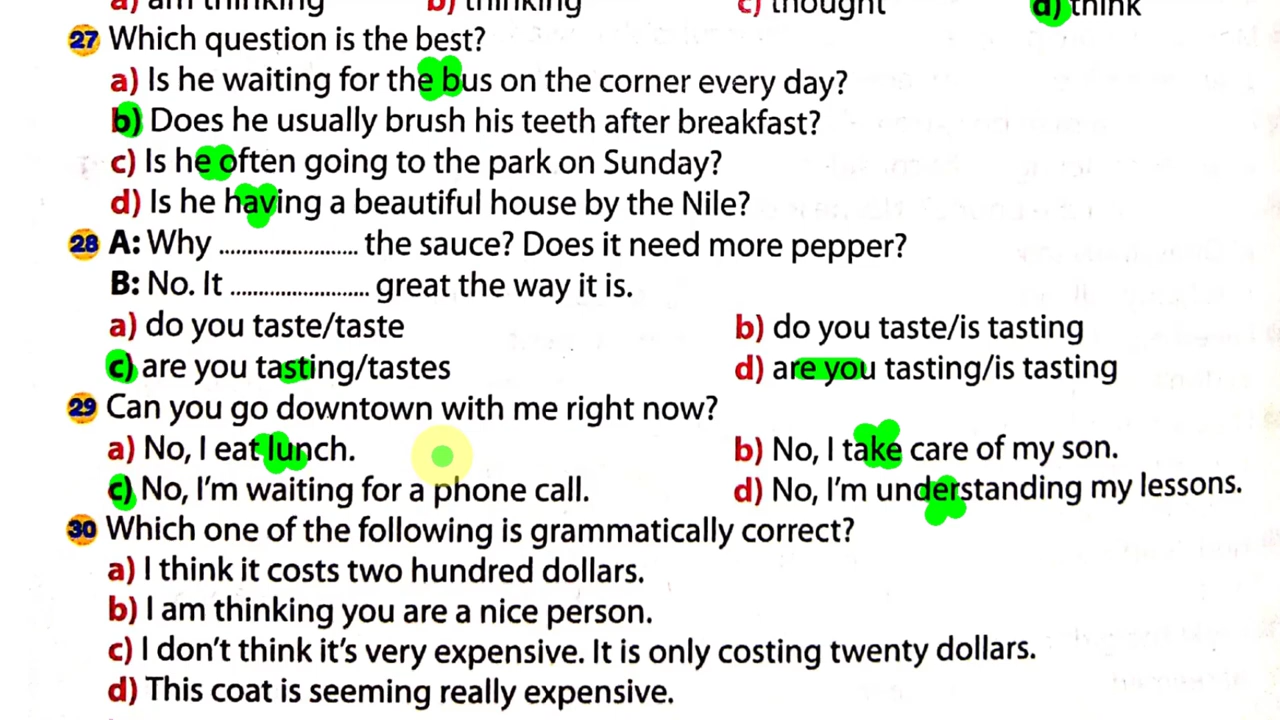 a) am thinking b) thinking c) thought d) think
27 Which question is the best?
a) Is he waiting for the bus on the corner every day?
b) Does he usually brush his teeth after breakfast?
c) Is he often going to the park on Sunday?
d) Is he having a beautiful house by the Nile?
28 A: Why ........................ the sauce? Does it need more pepper?
B: No. It ........................ great the way it is.
a) do you taste/taste b) do you taste/is tasting
c) are you tasting/tastes d) are you tasting/is tasting
29 Can you go downtown with me right now?
a) No, I eat lunch. b) No, I take care of my son.
c) No, I'm waiting for a phone call. d) No, I'm understanding my lessons.
30 Which one of the following is grammatically correct?
a) I think it costs two hundred dollars.
b) I am thinking you are a nice person.
c) I don't think it's very expensive. It is only costing twenty dollars.
d) This coat is seeming really expensive.